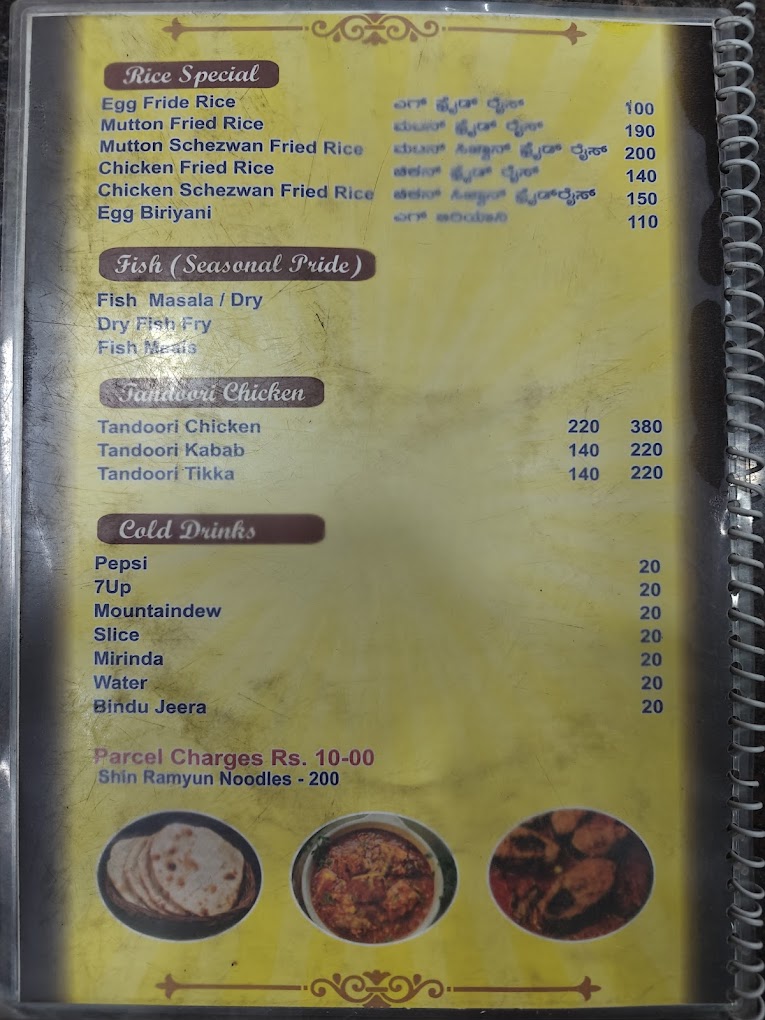 Rice Special
Egg Fride Rice ಎಗ್ ಫ್ರೈಡ್ ರೈಸ್ 100
Mutton Fried Rice ಮಟನ್ ಫ್ರೈಡ್ ರೈಸ್ 190
Mutton Schezwan Fried Rice ಮಟನ್ ಸಿಜ್ವಾನ್ ಫ್ರೈಡ್ ರೈಸ್ 200
Chicken Fried Rice ಚಿಕನ್ ಫ್ರೈಡ್ ರೈಸ್ 140
Chicken Schezwan Fried Rice ಚಿಕನ್ ಸಿಜ್ವಾನ್ ಫ್ರೈಡ್‌ರೈಸ್ 150
Egg Biriyani ಎಗ್ ಬಿರಿಯಾನಿ 110
Fish (Seasonal Pride)
Fish Masala / Dry
Dry Fish Fry
Fish Meals
Tandoori Chicken
Tandoori Chicken 220 380
Tandoori Kabab 140 220
Tandoori Tikka 140 220
Cold Drinks
Pepsi 20
7Up 20
Mountaindew 20
Slice 20
Mirinda 20
Water 20
Bindu Jeera 20
Parcel Charges Rs. 10-00
Shin Ramyun Noodles - 200